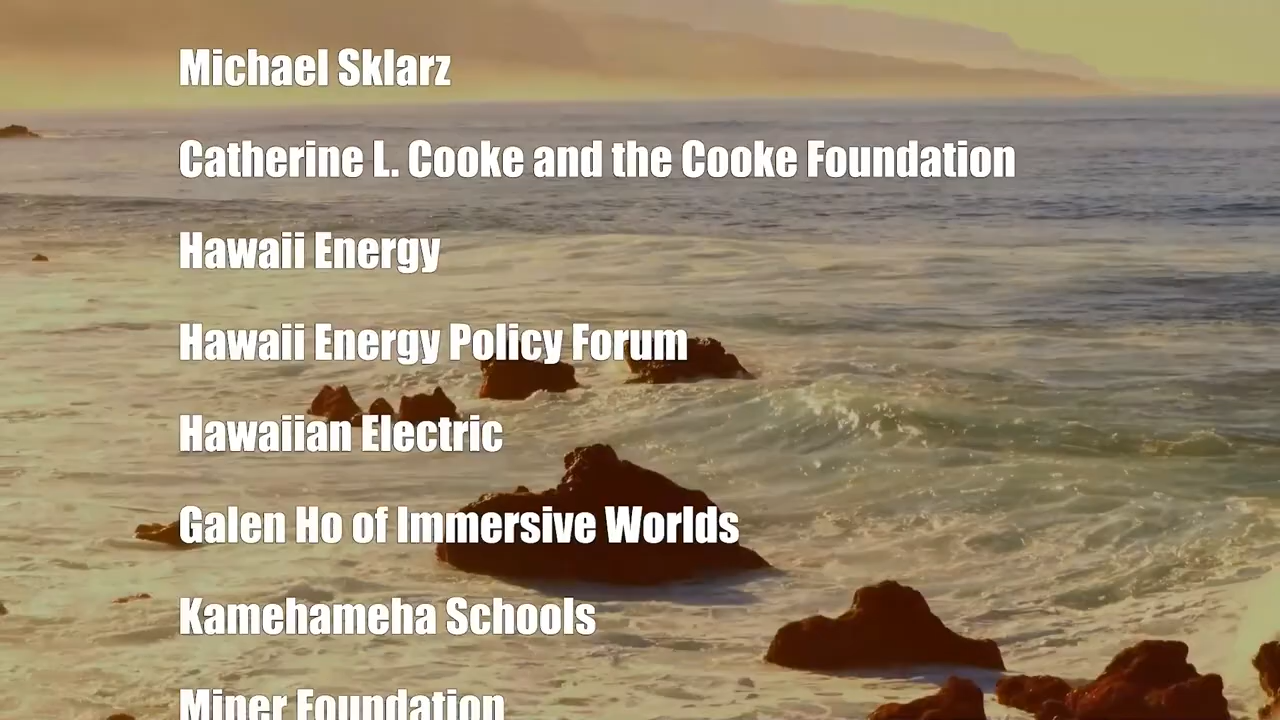 Michael Sklarz
Catherine L. Cooke and the Cooke Foundation
Hawaii Energy
Hawaii Energy Policy Forum
Hawaiian Electric
Galen Ho of Immersive Worlds
Kamehameha Schools
Miner Foundation